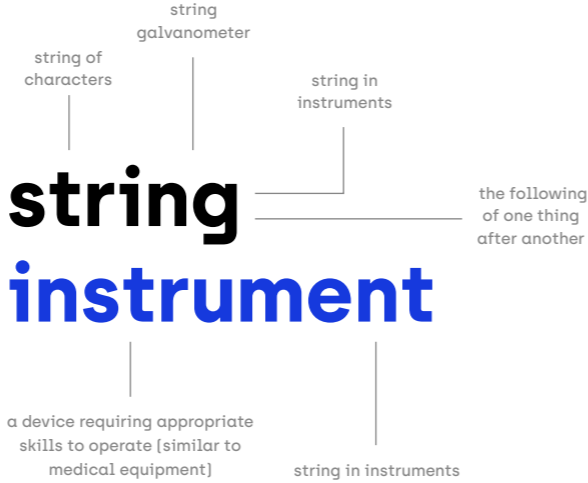 string
galvanometer
string of
characters
string in
instruments
string
the following
of one thing
after another
instrument
a device requiring appropriate
skills to operate (similar to
medical equipment)
string in instruments